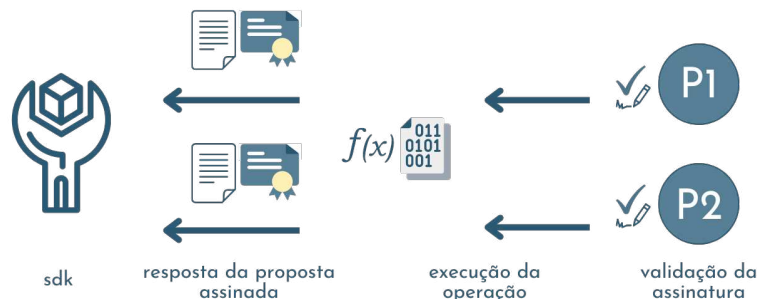 P1
f(x)
011
0101
001
P2
sdk
resposta da proposta
assinada
execução da
operação
validação da
assinatura